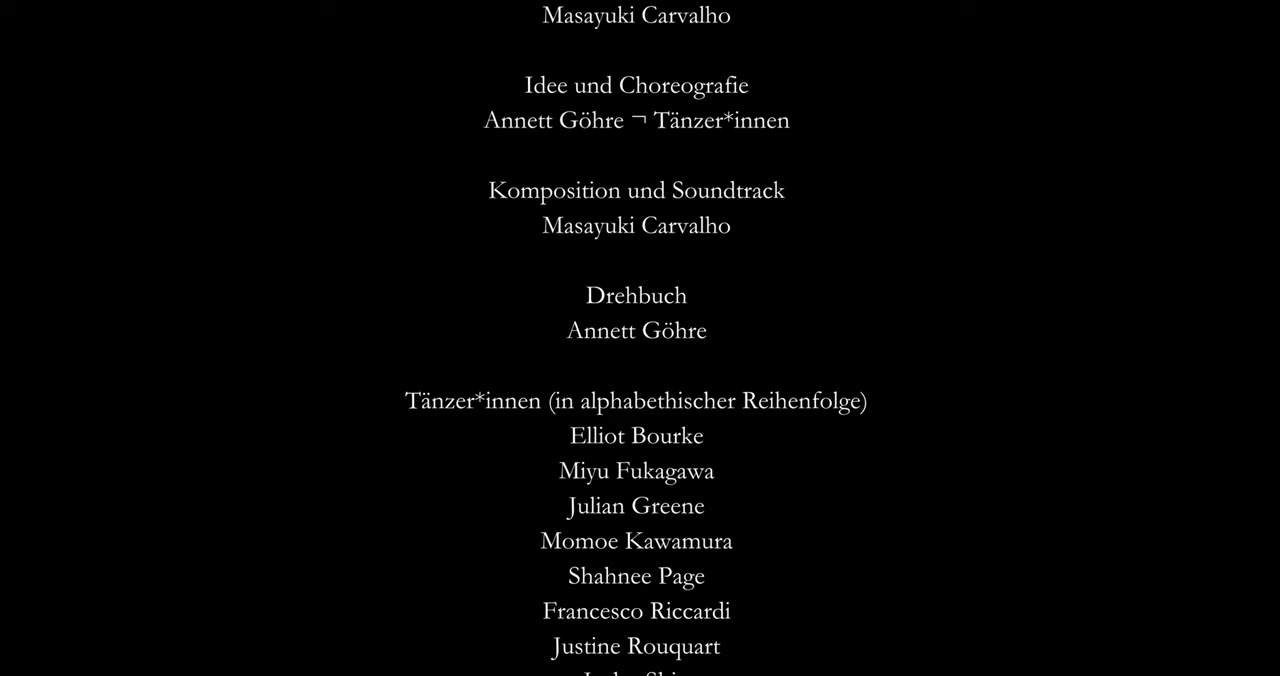 Masayuki Carvalho
Idee und Choreografie
Annett Göhre ¬ Tänzer*innen
Komposition und Soundtrack
Masayuki Carvalho
Drehbuch
Annett Göhre
Tänzer*innen (in alphabethischer Reihenfolge)
Elliot Bourke
Miyu Fukagawa
Julian Greene
Momoe Kawamura
Shahnee Page
Francesco Riccardi
Justine Rouquart